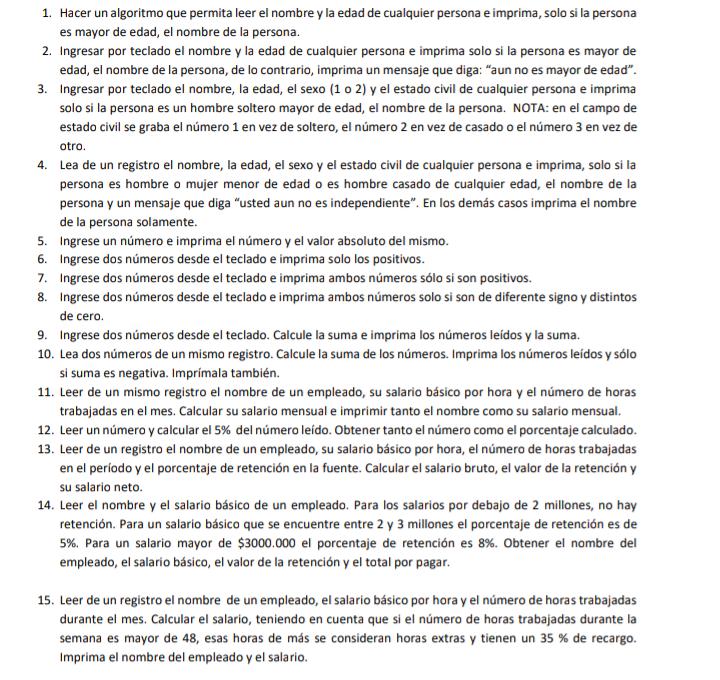 1. Hacer un algoritmo que permita leer el nombre y la edad de cualquier persona e imprima, solo si la persona
es mayor de edad, el nombre de la persona.
2. Ingresar por teclado el nombre y la edad de cualquier persona e imprima solo si la persona es mayor de
edad, el nombre de la persona, de lo contrario, imprima un mensaje que diga: “aun no es mayor de edad”.
3. Ingresar por teclado el nombre, la edad, el sexo (1 o 2) y el estado civil de cualquier persona e imprima
solo si la persona es un hombre soltero mayor de edad, el nombre de la persona. NOTA: en el campo de
estado civil se graba el número 1 en vez de soltero, el número 2 en vez de casado o el número 3 en vez de
otro.
4. Lea de un registro el nombre, la edad, el sexo y el estado civil de cualquier persona e imprima, solo si la
persona es hombre o mujer menor de edad o es hombre casado de cualquier edad, el nombre de la
persona y un mensaje que diga “usted aun no es independiente”. En los demás casos imprima el nombre
de la persona solamente.
5. Ingrese un número e imprima el número y el valor absoluto del mismo.
6. Ingrese dos números desde el teclado e imprima solo los positivos.
7. Ingrese dos números desde el teclado e imprima ambos números sólo si son positivos.
8. Ingrese dos números desde el teclado e imprima ambos números solo si son de diferente signo y distintos
de cero.
9. Ingrese dos números desde el teclado. Calcule la suma e imprima los números leídos y la suma.
10. Lea dos números de un mismo registro. Calcule la suma de los números. Imprima los números leídos y sólo
si suma es negativa. Imprímala también.
11. Leer de un mismo registro el nombre de un empleado, su salario básico por hora y el número de horas
trabajadas en el mes. Calcular su salario mensual e imprimir tanto el nombre como su salario mensual.
12. Leer un número y calcular el 5% del número leído. Obtener tanto el número como el porcentaje calculado.
13. Leer de un registro el nombre de un empleado, su salario básico por hora, el número de horas trabajadas
en el período y el porcentaje de retención en la fuente. Calcular el salario bruto, el valor de la retención y
su salario neto.
14. Leer el nombre y el salario básico de un empleado. Para los salarios por debajo de 2 millones, no hay
retención. Para un salario básico que se encuentre entre 2 y 3 millones el porcentaje de retención es de
5%. Para un salario mayor de $3000.000 el porcentaje de retención es 8%. Obtener el nombre del
empleado, el salario básico, el valor de la retención y el total por pagar.
15. Leer de un registro el nombre de un empleado, el salario básico por hora y el número de horas trabajadas
durante el mes. Calcular el salario, teniendo en cuenta que si el número de horas trabajadas durante la
semana es mayor de 48, esas horas de más se consideran horas extras y tienen un 35 % de recargo.
Imprima el nombre del empleado y el salario.